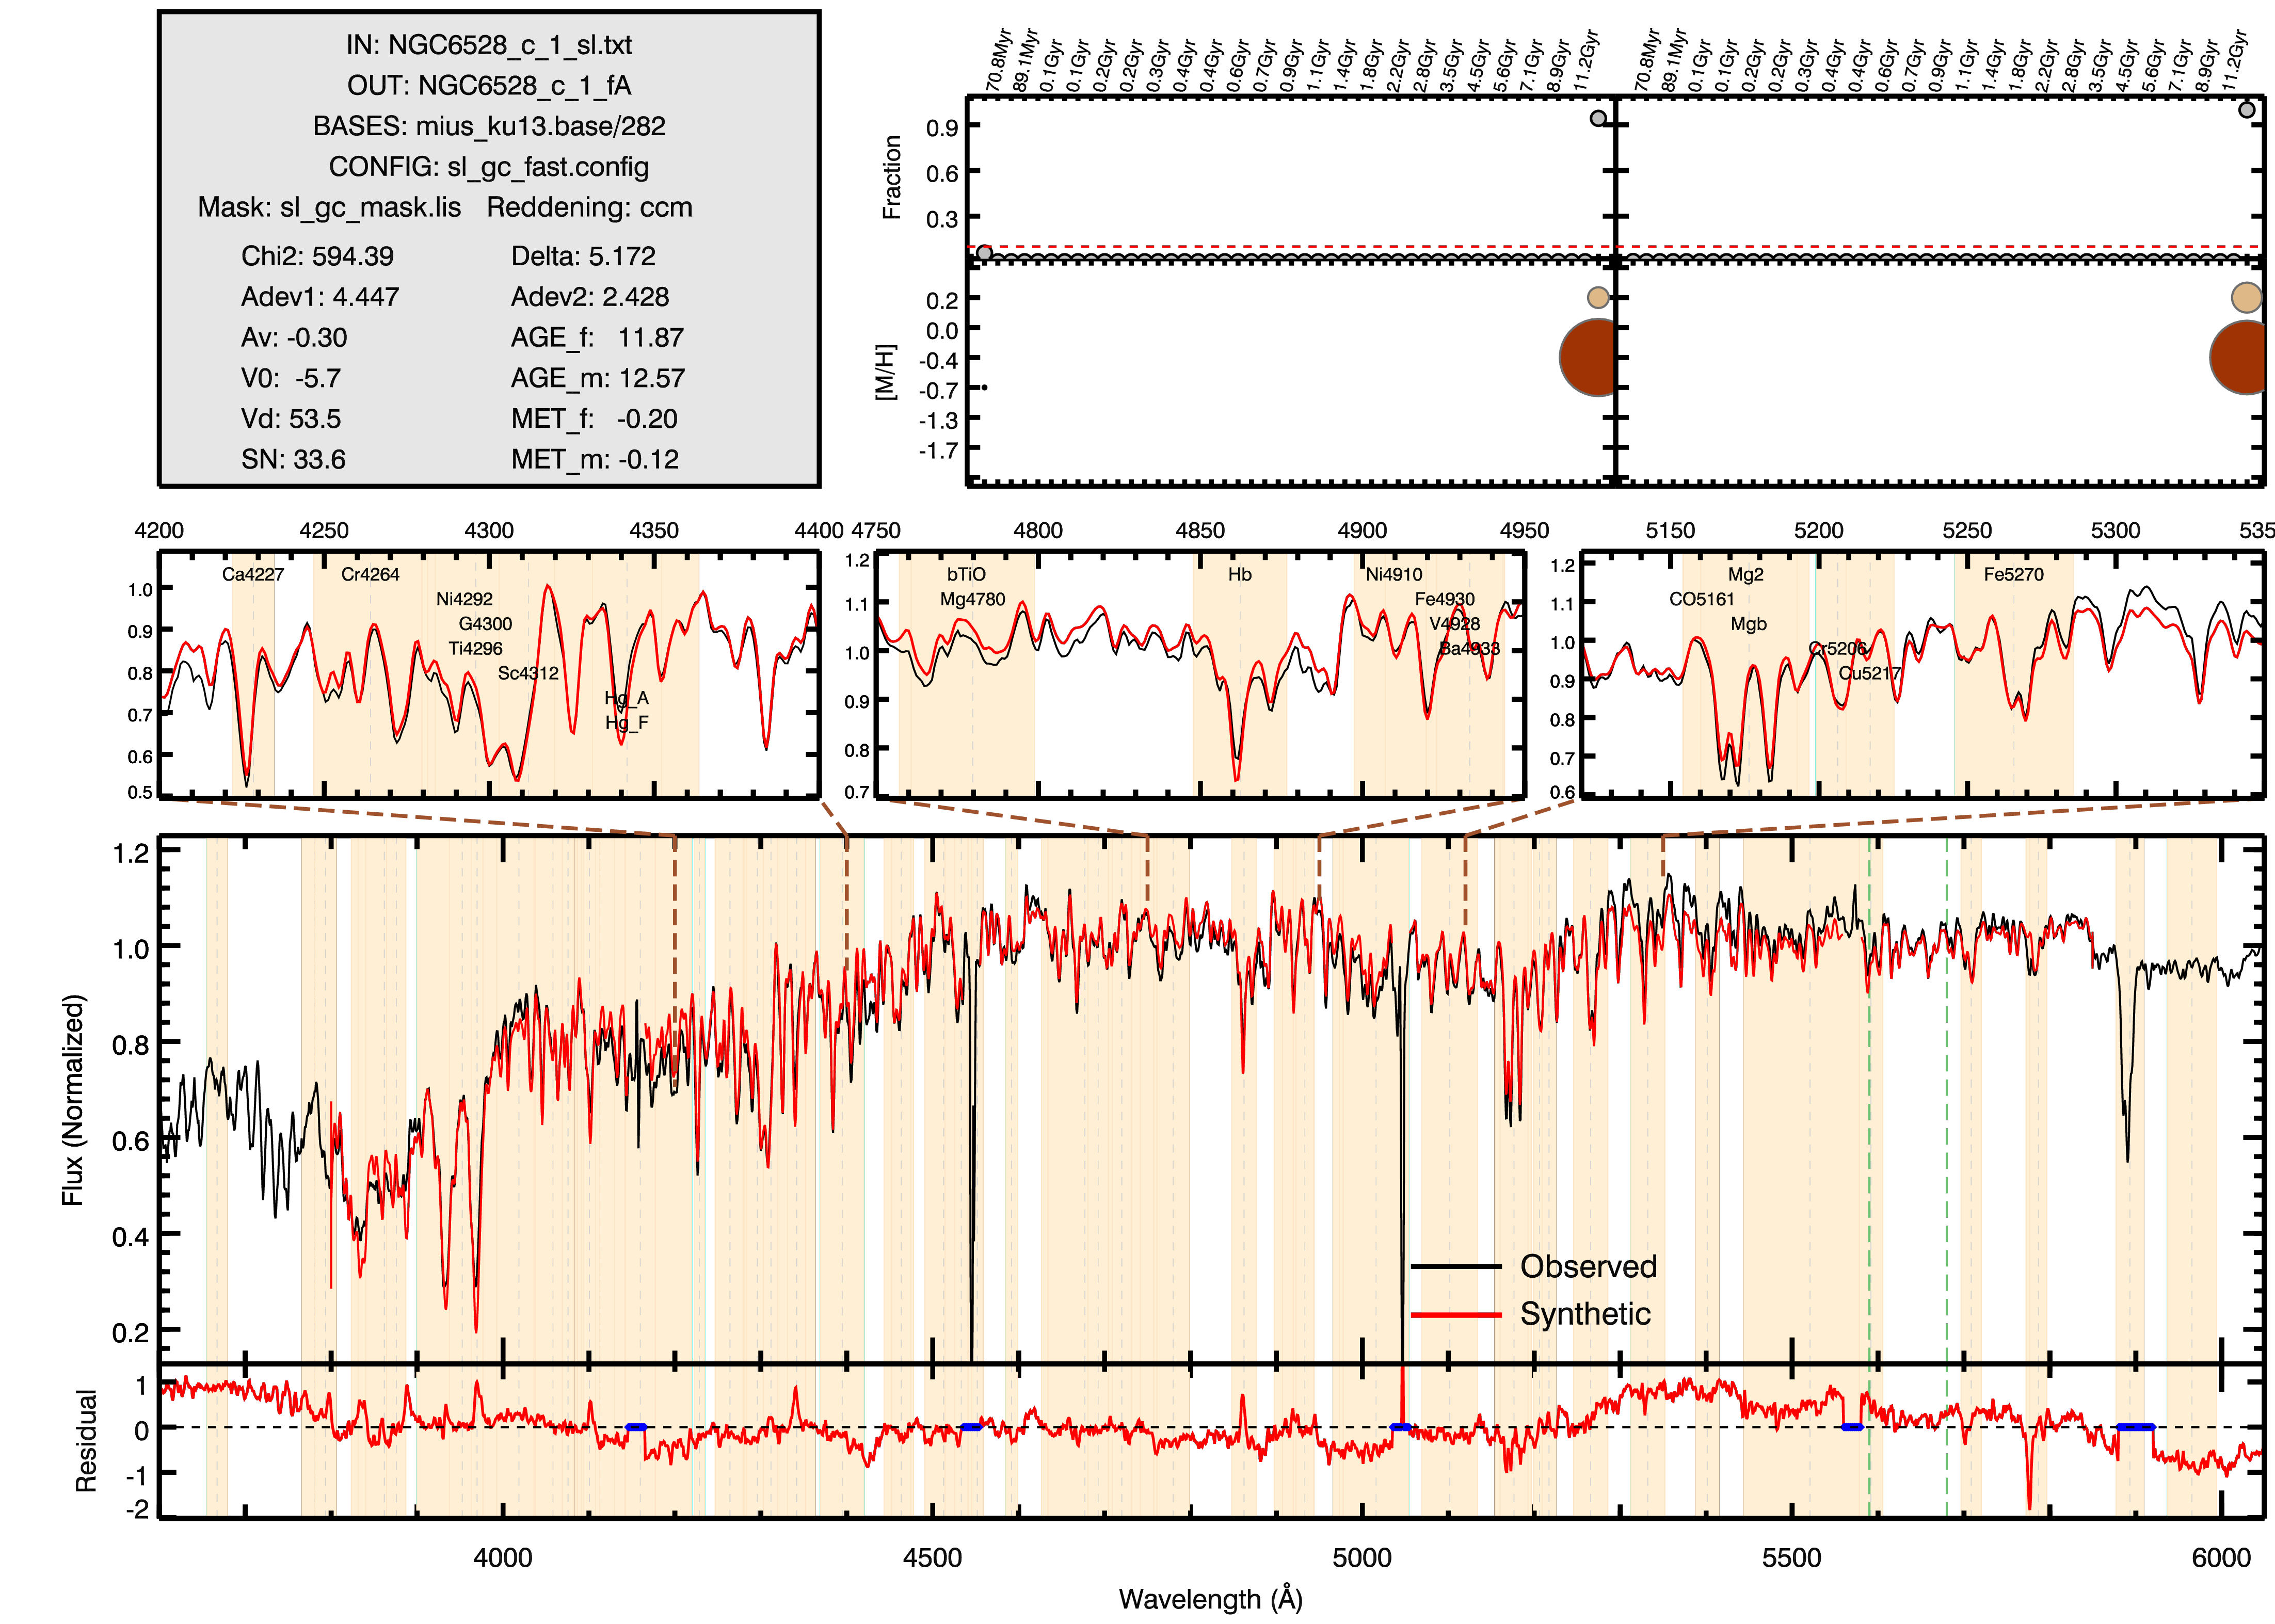 IN: NGC6528_c_1_sl.txt
OUT: NGC6528_c_1_fA
BASES: mius_ku13.base/282
CONFIG: sl_gc_fast.config
Mask: sl_gc_mask.lis Reddening: ccm
Chi2: 594.39 Delta: 5.172
Adev1: 4.447 Adev2: 2.428
Av: -0.30 AGE_f: 11.87
V0: -5.7 AGE_m: 12.57
Vd: 53.5 MET_f: -0.20
SN: 33.6 MET_m: -0.12
70.8Myr 89.1Myr 0.1Gyr 0.1Gyr 0.2Gyr 0.2Gyr 0.3Gyr 0.4Gyr 0.4Gyr 0.6Gyr 0.7Gyr 0.9Gyr 1.1Gyr 1.4Gyr 1.8Gyr 2.2Gyr 2.8Gyr 3.5Gyr 4.5Gyr 5.6Gyr 7.1Gyr 8.9Gyr 11.2Gyr
70.8Myr 89.1Myr 0.1Gyr 0.1Gyr 0.2Gyr 0.2Gyr 0.3Gyr 0.4Gyr 0.4Gyr 0.6Gyr 0.7Gyr 0.9Gyr 1.1Gyr 1.4Gyr 1.8Gyr 2.2Gyr 2.8Gyr 3.5Gyr 4.5Gyr 5.6Gyr 7.1Gyr 8.9Gyr 11.2Gyr
Fraction
0.9
0.6
0.3
[M/H]
0.2
0.0
-0.4
-0.7
-1.3
-1.7
4200 4250 4300 4350 4400
1.0
0.9
0.8
0.7
0.6
0.5
Ca4227 Cr4264
Ni4292
G4300
Ti4296
Sc4312
Hg_A
Hg_F
4750 4800 4850 4900 4950
1.2
1.1
1.0
0.9
0.8
0.7
bTiO Hb Ni4910
Mg4780 Fe4930
V4928
Ba4933
5150 5200 5250 5300 535
1.2
1.0
0.9
0.8
0.7
0.6
Mg2 Fe5270
CO5161
Mgb
Cr5206
Cu5217
Flux (Normalized)
1.2
1.0
0.8
0.6
0.4
0.2
Observed
Synthetic
Residual
1
0
-1
-2
4000 4500 5000 5500 6000
Wavelength (Å)